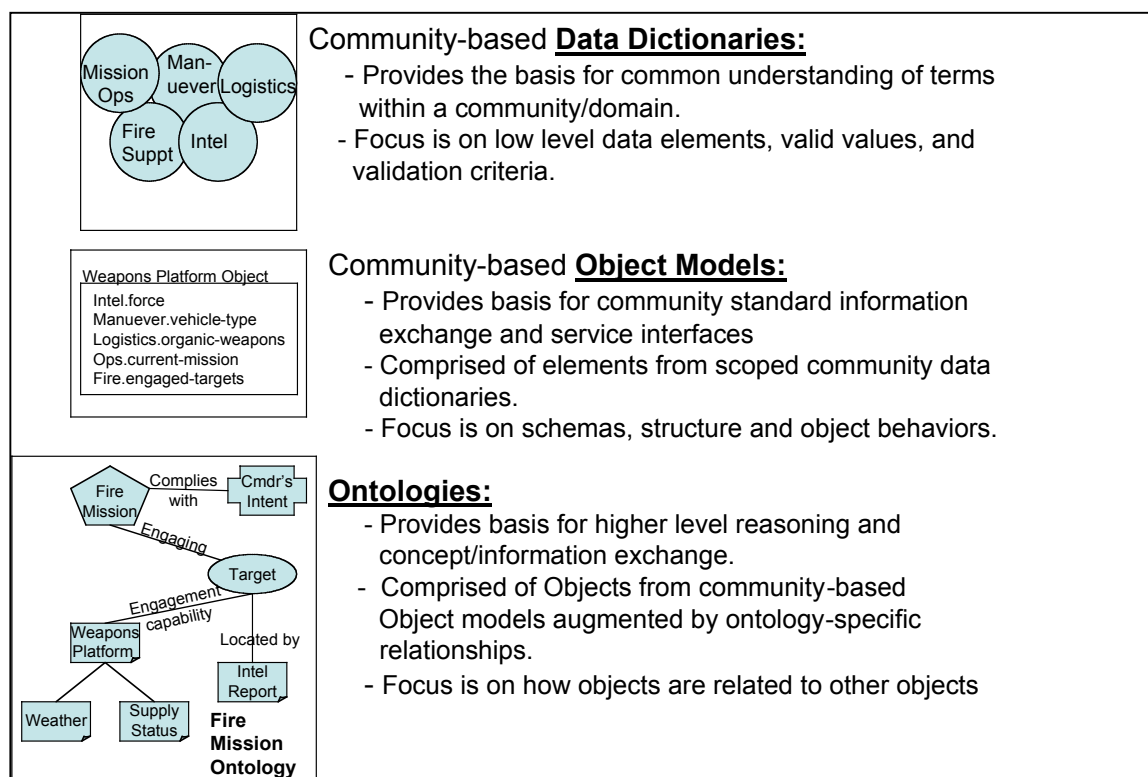 Mission
Ops
Man-
uever
Logistics
Fire
Suppt
Intel
Community-based Data Dictionaries:
- Provides the basis for common understanding of terms
within a community/domain.
- Focus is on low level data elements, valid values, and
validation criteria.
Weapons Platform Object
Intel.force
Manuever.vehicle-type
Logistics.organic-weapons
Ops.current-mission
Fire.engaged-targets
Community-based Object Models:
- Provides basis for community standard information
exchange and service interfaces
- Comprised of elements from scoped community data
dictionaries.
- Focus is on schemas, structure and object behaviors.
Fire
Mission
Complies
with
Cmdr's
Intent
Engaging
Target
Engagement
capability
Weapons
Platform
Located by
Intel
Report
Weather
Supply
Status
Fire
Mission
Ontology
Ontologies:
- Provides basis for higher level reasoning and
concept/information exchange.
- Comprised of Objects from community-based
Object models augmented by ontology-specific
relationships.
- Focus is on how objects are related to other objects